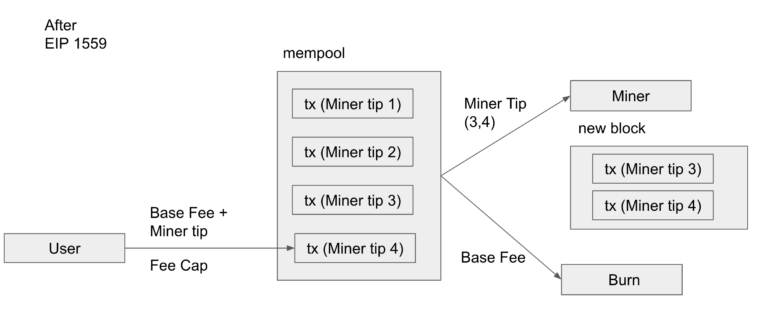 After
EIP 1559
mempool
tx (Miner tip 1)
tx (Miner tip 2)
tx (Miner tip 3)
tx (Miner tip 4)
User
Base Fee +
Miner tip
Fee Cap
Miner Tip
(3,4)
Miner
new block
tx (Miner tip 3)
tx (Miner tip 4)
Base Fee
Burn